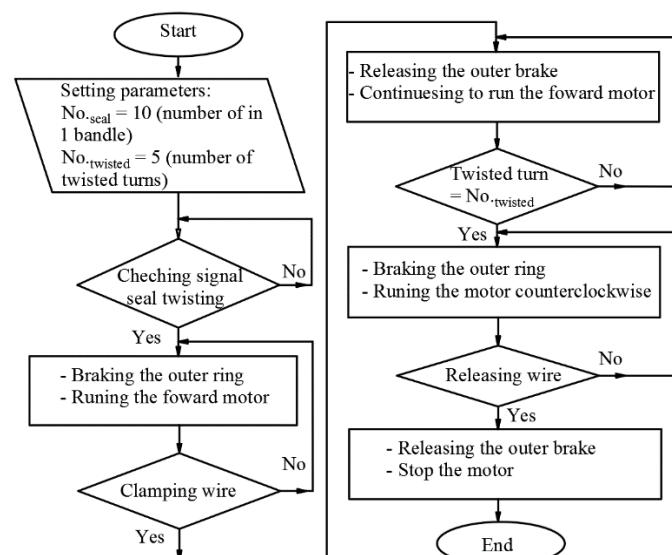 Start
Setting parameters:
No.seal = 10 (number of in
1 bandle)
No.twisted = 5 (number of
twisted turns)
Cheching signal
seal twisting
No
Yes
- Braking the outer ring
- Runing the foward motor
Clamping wire
No
Yes
- Releasing the outer brake
- Continuesing to run the foward motor
Twisted turn
= No.twisted
No
Yes
- Braking the outer ring
- Runing the motor counterclockwise
Releasing wire
No
Yes
- Releasing the outer brake
- Stop the motor
End